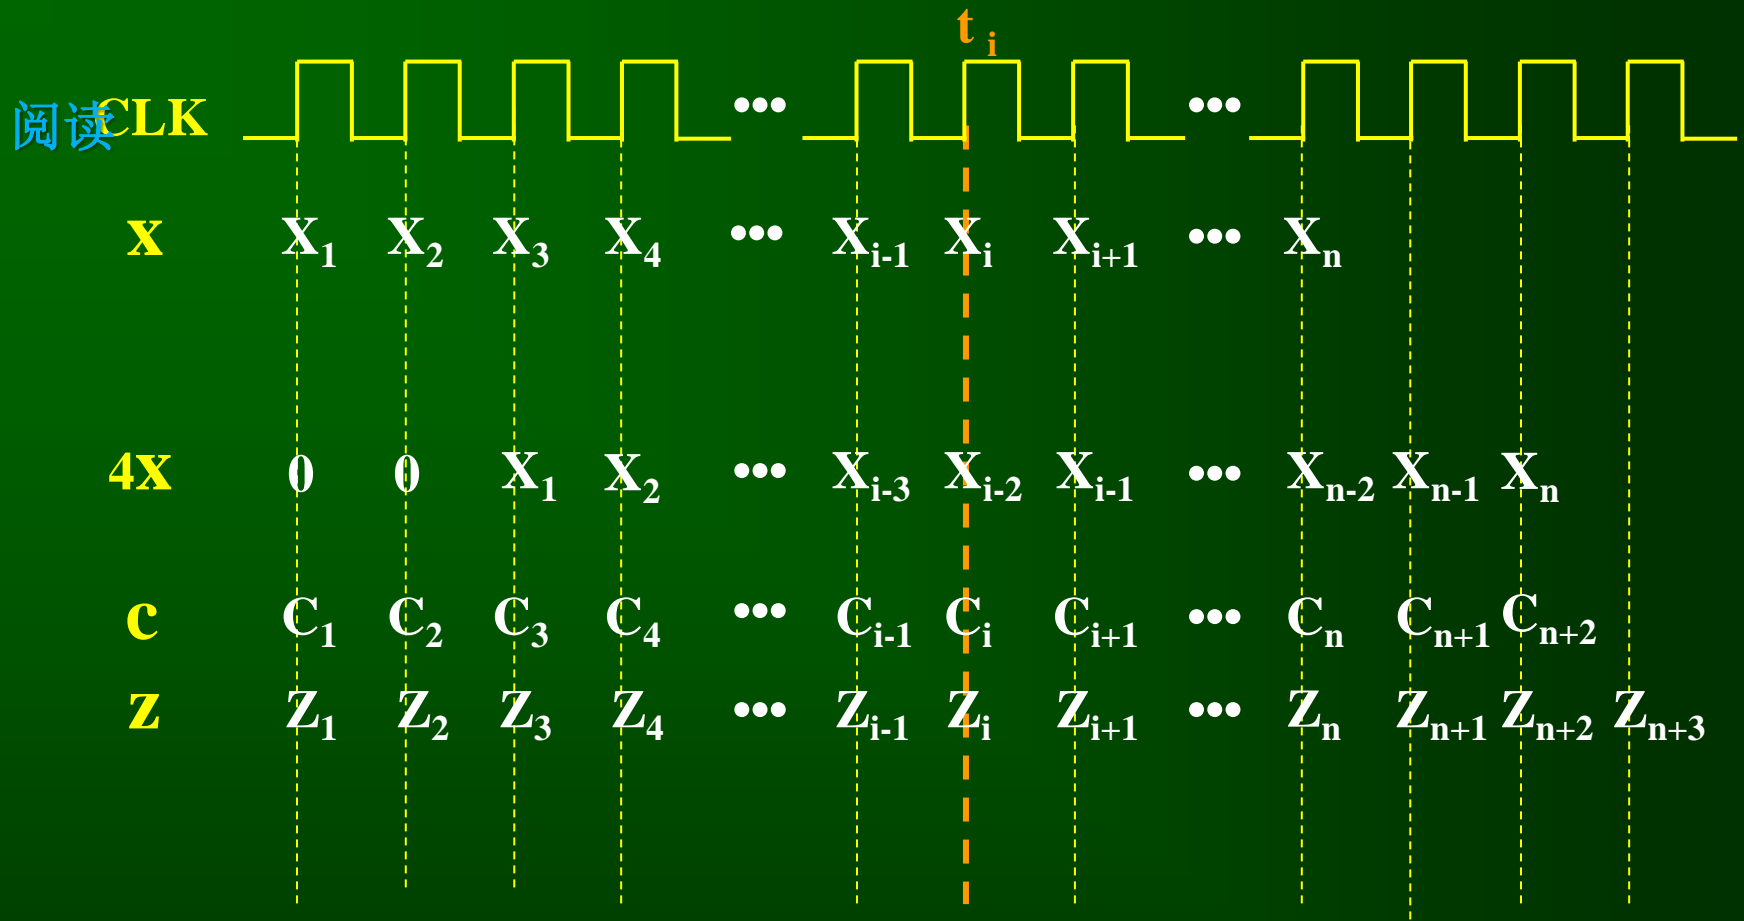 t i
阅读CLK
x X₁ X₂ X₃ X₄ ••• Xᵢ₋₁ Xᵢ Xᵢ₊₁ ••• Xₙ
4x 0 0 X₁ X₂ ••• Xᵢ₋₃ Xᵢ₋₂ Xᵢ₋₁ ••• Xₙ₋₂ Xₙ₋₁ Xₙ
c C₁ C₂ C₃ C₄ ••• Cᵢ₋₁ Cᵢ Cᵢ₊₁ ••• Cₙ Cₙ₊₁ Cₙ₊₂
z Z₁ Z₂ Z₃ Z₄ ••• Zᵢ₋₁ Zᵢ Zᵢ₊₁ ••• Zₙ Zₙ₊₁ Zₙ₊₂ Zₙ₊₃